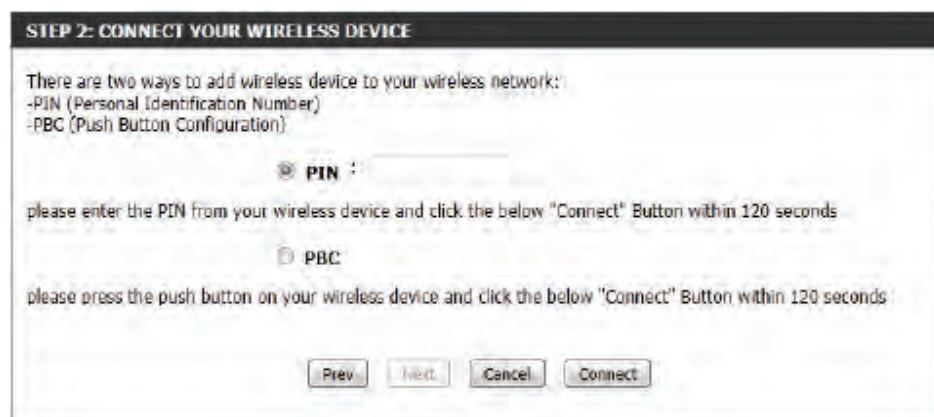 STEP 2: CONNECT YOUR WIRELESS DEVICE
There are two ways to add wireless device to your wireless network:
-PIN (Personal Identification Number)
-PBC (Push Button Configuration)
PIN :
please enter the PIN from your wireless device and click the below "Connect" Button within 120 seconds
PBC
please press the push button on your wireless device and click the below "Connect" Button within 120 seconds
Prev Next Cancel Connect